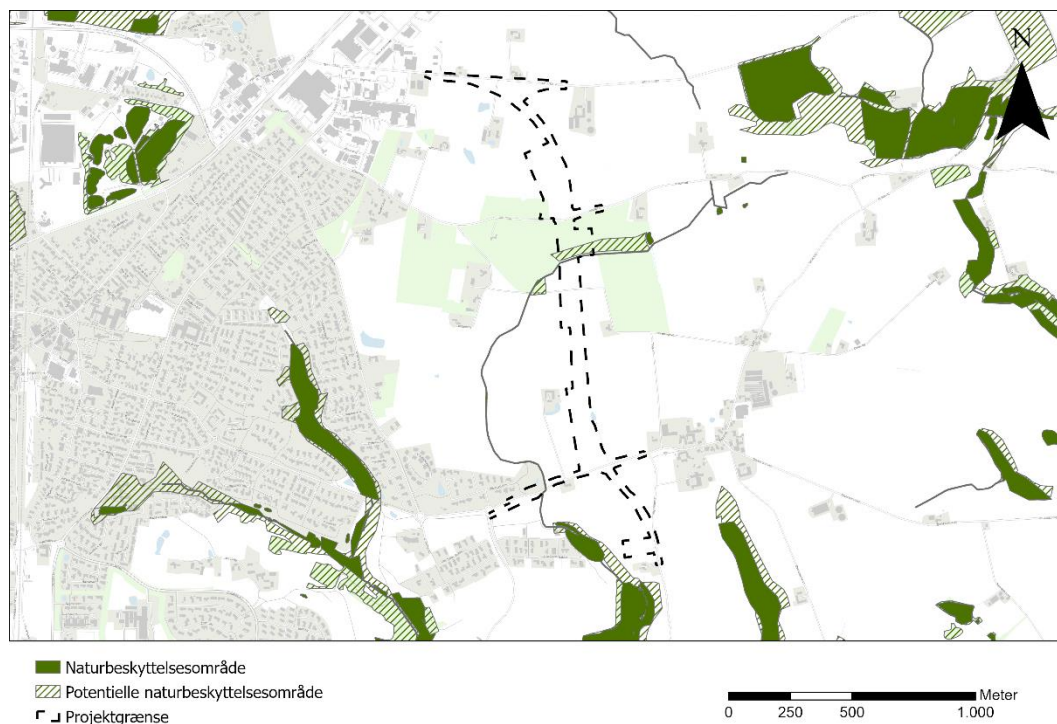 N
Naturbeskyttelsesområde
Potentielle naturbeskyttelsesområde
Projektgrænse
Meter
0 250 500 1.000